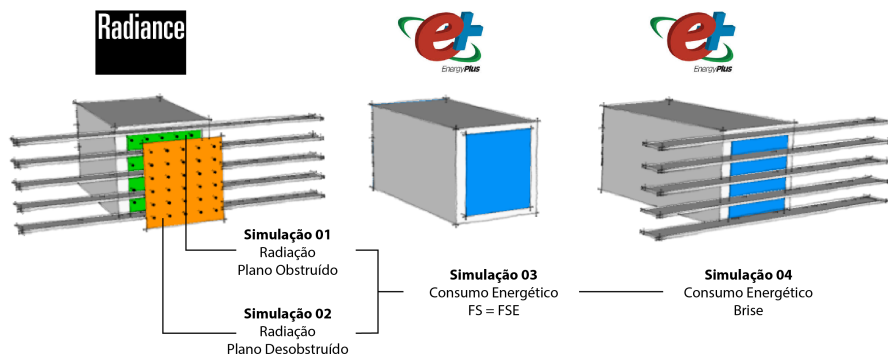 Radiance
e+
EnergyPlus
e+
EnergyPlus
Simulação 01
Radiação
Plano Obstruído
Simulação 02
Radiação
Plano Desobstruído
Simulação 03
Consumo Energético
FS = FSE
Simulação 04
Consumo Energético
Brise